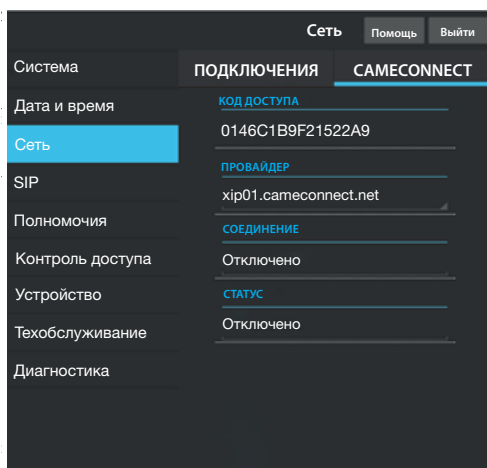 Сеть Помощь Выйти
Система
ПОДКЛЮЧЕНИЯ CAMECONNECT
Дата и время
Сеть
SIP
Полномочия
Контроль доступа
Устройство
Техобслуживание
Диагностика
КОД ДОСТУПА
0146C1B9F21522A9
ПРОВАЙДЕР
xip01.cameconnect.net
СОЕДИНЕНИЕ
Отключено
СТАТУС
Отключено